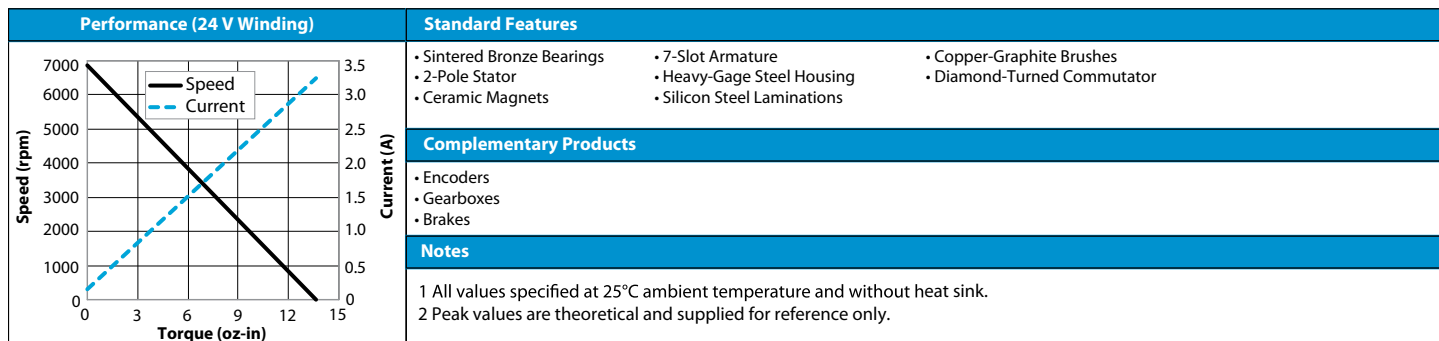 Performance (24 V Winding)
7000
6000
5000
4000
3000
2000
1000
0
Speed (rpm)
Speed
Current
3.5
3.0
2.5
2.0
1.5
1.0
0.5
0
Current (A)
0 3 6 9 12 15
Torque (oz-in)
Standard Features
• Sintered Bronze Bearings
• 2-Pole Stator
• Ceramic Magnets
• 7-Slot Armature
• Heavy-Gage Steel Housing
• Silicon Steel Laminations
• Copper-Graphite Brushes
• Diamond-Turned Commutator
Complementary Products
• Encoders
• Gearboxes
• Brakes
Notes
1 All values specified at 25°C ambient temperature and without heat sink.
2 Peak values are theoretical and supplied for reference only.